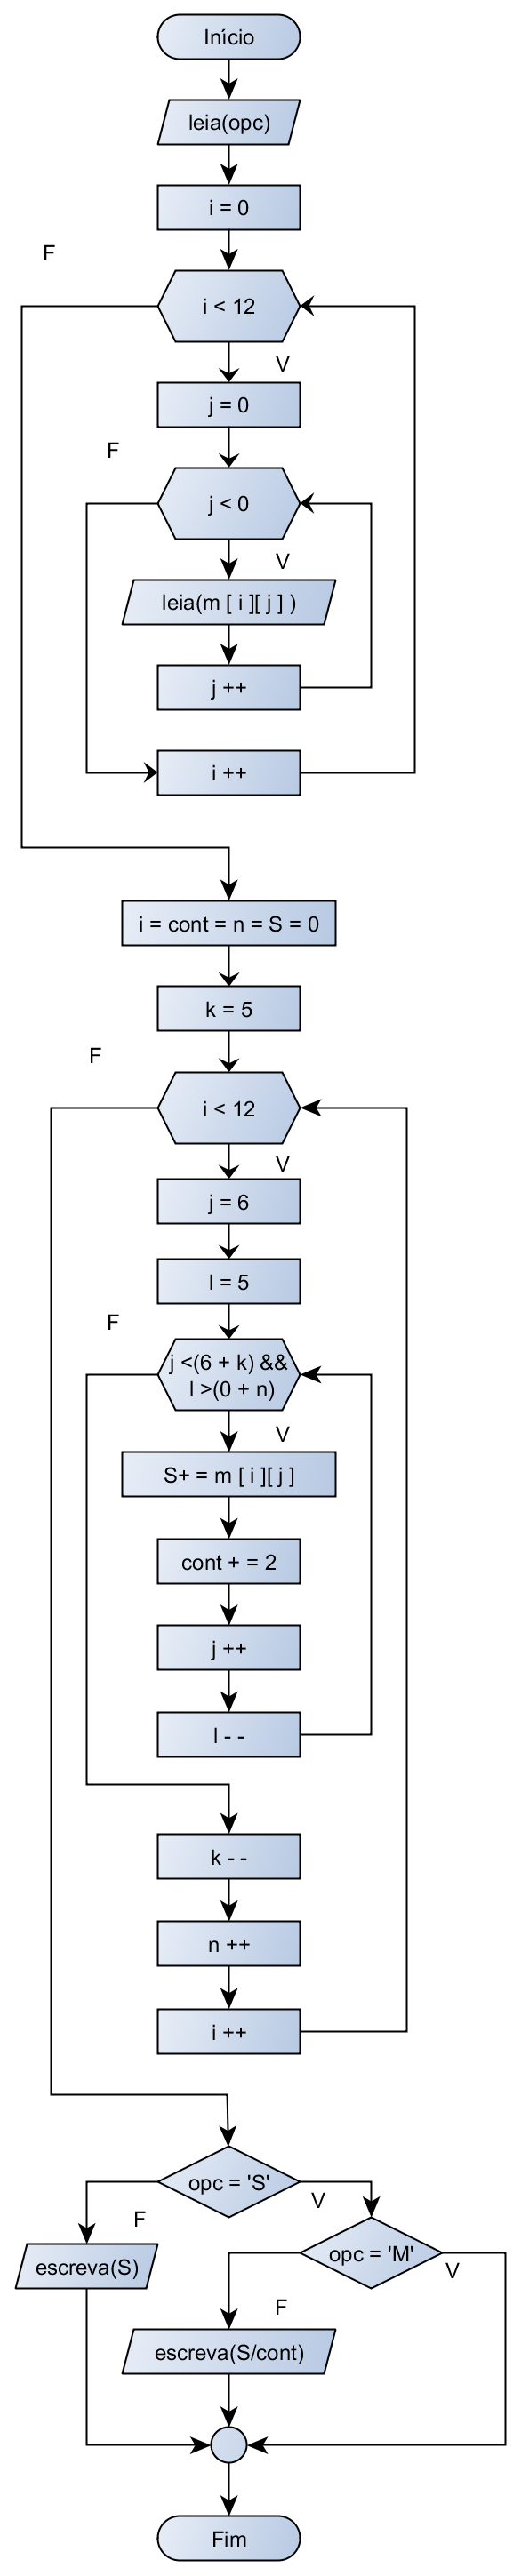 Início
leia(opc)
i = 0
F
i < 12
V
j = 0
F
j < 0
V
leia(m [ i ][ j ] )
j ++
i ++
i = cont = n = S = 0
k = 5
F
i < 12
V
j = 6
l = 5
F
j <(6 + k) &&
l >(0 + n)
V
S+ = m [ i ][ j ]
cont + = 2
j ++
l - -
k - -
n ++
i ++
opc = 'S'
V
F
opc = 'M'
escreva(S)
V
F
escreva(S/cont)
Fim